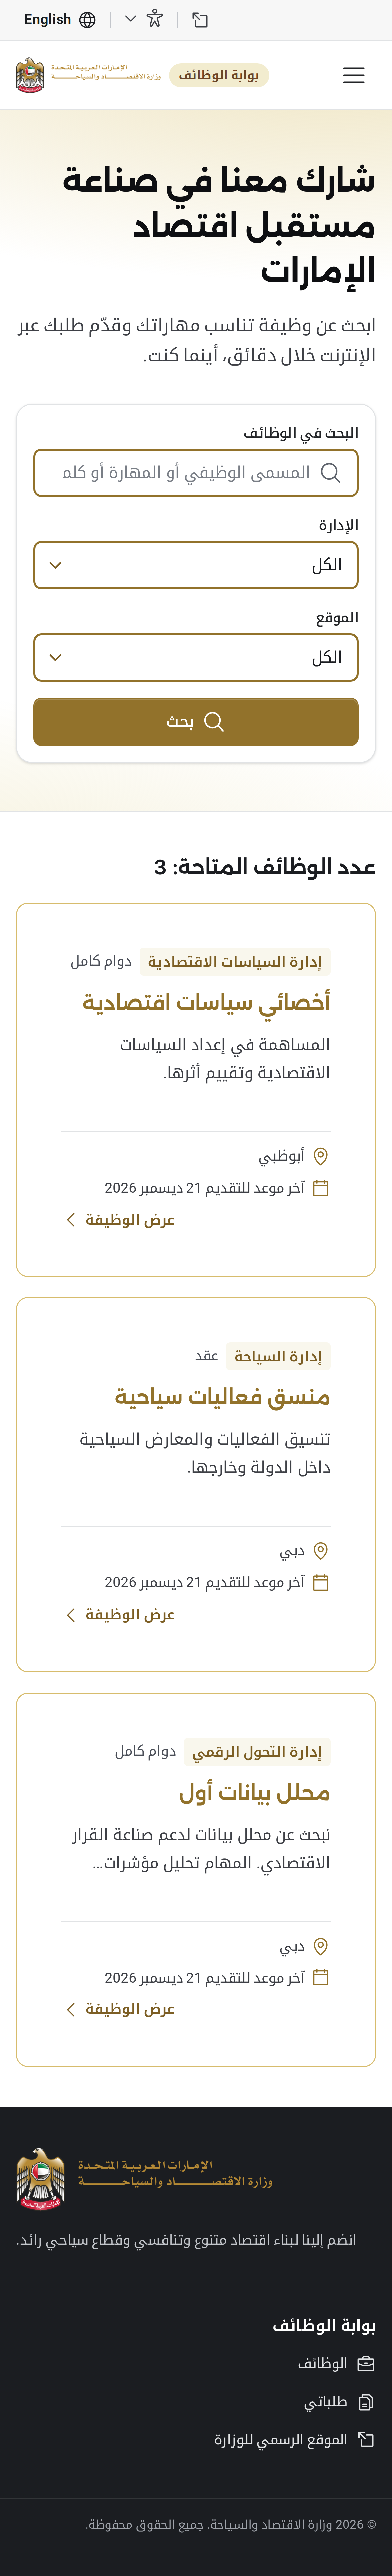 English
بوابة الوظائف
الإمارات العربية المتحدة
وزارة الاقتصاد والسياحة
شارك معنا في صناعة
مستقبل اقتصاد
الإمارات
ابحث عن وظيفة تناسب مهاراتك وقدّم طلبك عبر
الإنترنت خلال دقائق، أينما كنت.
البحث في الوظائف
المسمى الوظيفي أو المهارة أو كلم
الإدارة
الكل
الموقع
الكل
بحث
عدد الوظائف المتاحة: 3
إدارة السياسات الاقتصادية دوام كامل
أخصائي سياسات اقتصادية
المساهمة في إعداد السياسات
الاقتصادية وتقييم أثرها.
أبوظبي
آخر موعد للتقديم 21 ديسمبر 2026
عرض الوظيفة
إدارة السياحة عقد
منسق فعاليات سياحية
تنسيق الفعاليات والمعارض السياحية
داخل الدولة وخارجها.
دبي
آخر موعد للتقديم 21 ديسمبر 2026
عرض الوظيفة
إدارة التحول الرقمي دوام كامل
محلل بيانات أول
نبحث عن محلل بيانات لدعم صناعة القرار
الاقتصادي. المهام تحليل مؤشرات...
دبي
آخر موعد للتقديم 21 ديسمبر 2026
عرض الوظيفة
الإمارات العربية المتحدة
وزارة الاقتصاد والسياحة
انضم إلينا لبناء اقتصاد متنوع وتنافسي وقطاع سياحي رائد.
بوابة الوظائف
الوظائف
طلباتي
الموقع الرسمي للوزارة
© 2026 وزارة الاقتصاد والسياحة. جميع الحقوق محفوظة.